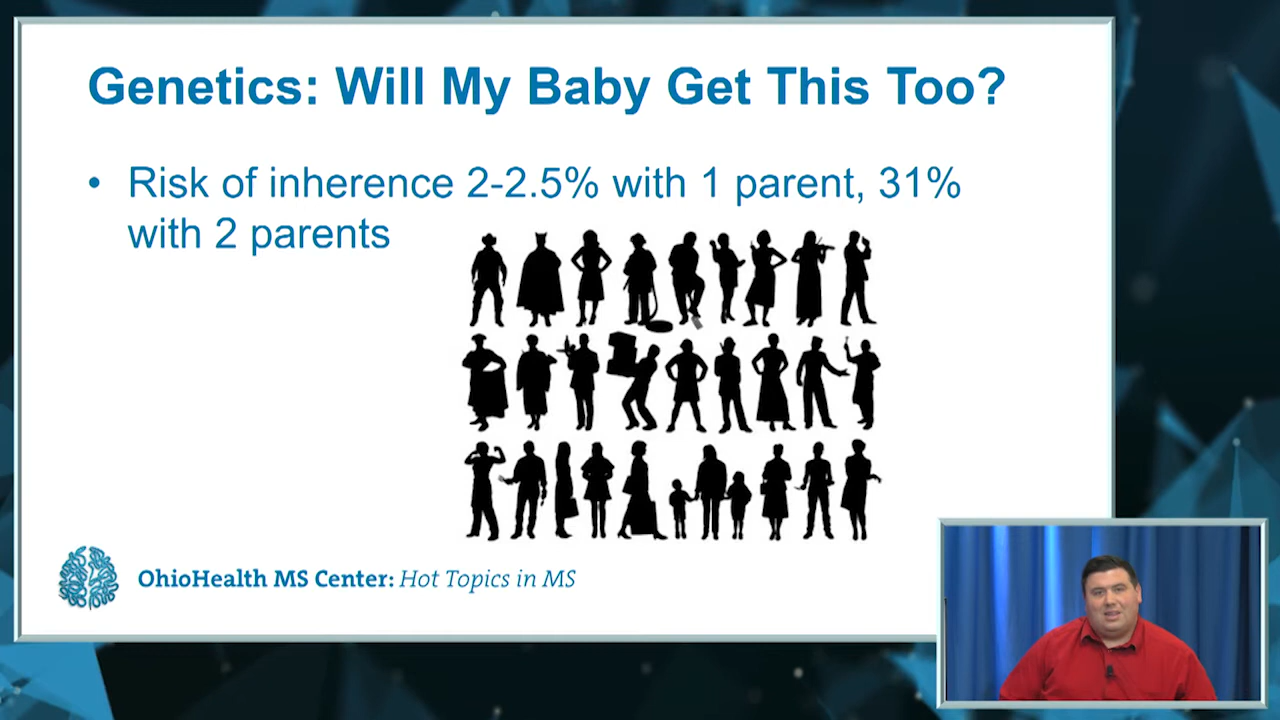 Genetics: Will My Baby Get This Too?
• Risk of inherence 2-2.5% with 1 parent, 31%
with 2 parents
OhioHealth MS Center: Hot Topics in MS